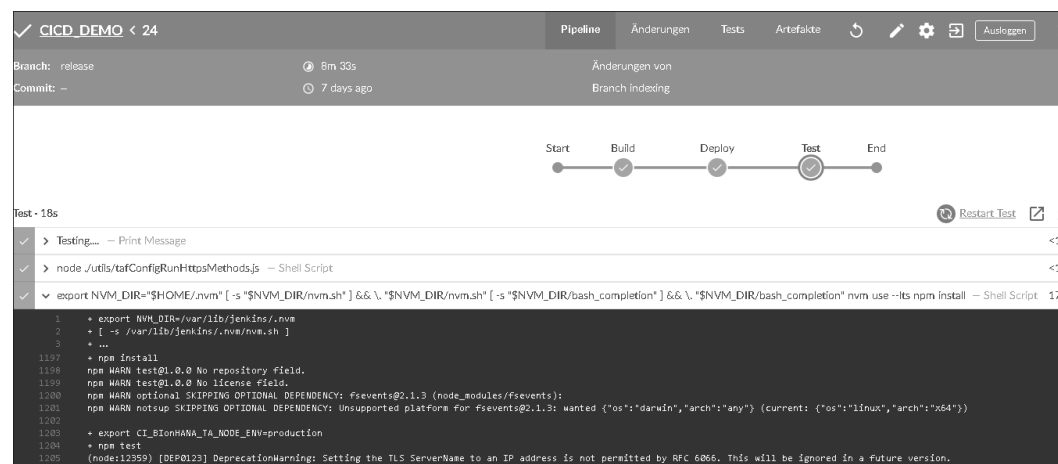 CICD_DEMO < 24 Pipeline Änderungen Tests Artefakte Ausloggen
Branch: release 8m 33s Änderungen von
Commit: – 7 days ago Branch indexing
Start Build Deploy Test End
Test - 18s Restart Test
> Testing.... – Print Message <1
> node ./utils/tafConfigRunHttpsMethods.js – Shell Script <1
export NVM_DIR="$HOME/.nvm" [ -s "$NVM_DIR/nvm.sh" ] && \. "$NVM_DIR/nvm.sh" [ -s "$NVM_DIR/bash_completion" ] && \. "$NVM_DIR/bash_completion" nvm use --lts npm install – Shell Script 17
1 + export NVM_DIR=/var/lib/jenkins/.nvm
2 + [ -s /var/lib/jenkins/.nvm/nvm.sh ]
3 + ...
1197 + npm install
1198 npm WARN test@1.0.0 No repository field.
1199 npm WARN test@1.0.0 No license field.
1200 npm WARN optional SKIPPING OPTIONAL DEPENDENCY: fsevents@2.1.3 (node_modules/fsevents):
1201 npm WARN notsup SKIPPING OPTIONAL DEPENDENCY: Unsupported platform for fsevents@2.1.3: wanted {"os":"darwin","arch":"any"} (current: {"os":"linux","arch":"x64"})
1202
1203 + export CI_BIonHANA_TA_NODE_ENV=production
1204 + npm test
1205 (node:12359) [DEP0123] DeprecationWarning: Setting the TLS ServerName to an IP address is not permitted by RFC 6066. This will be ignored in a future version.